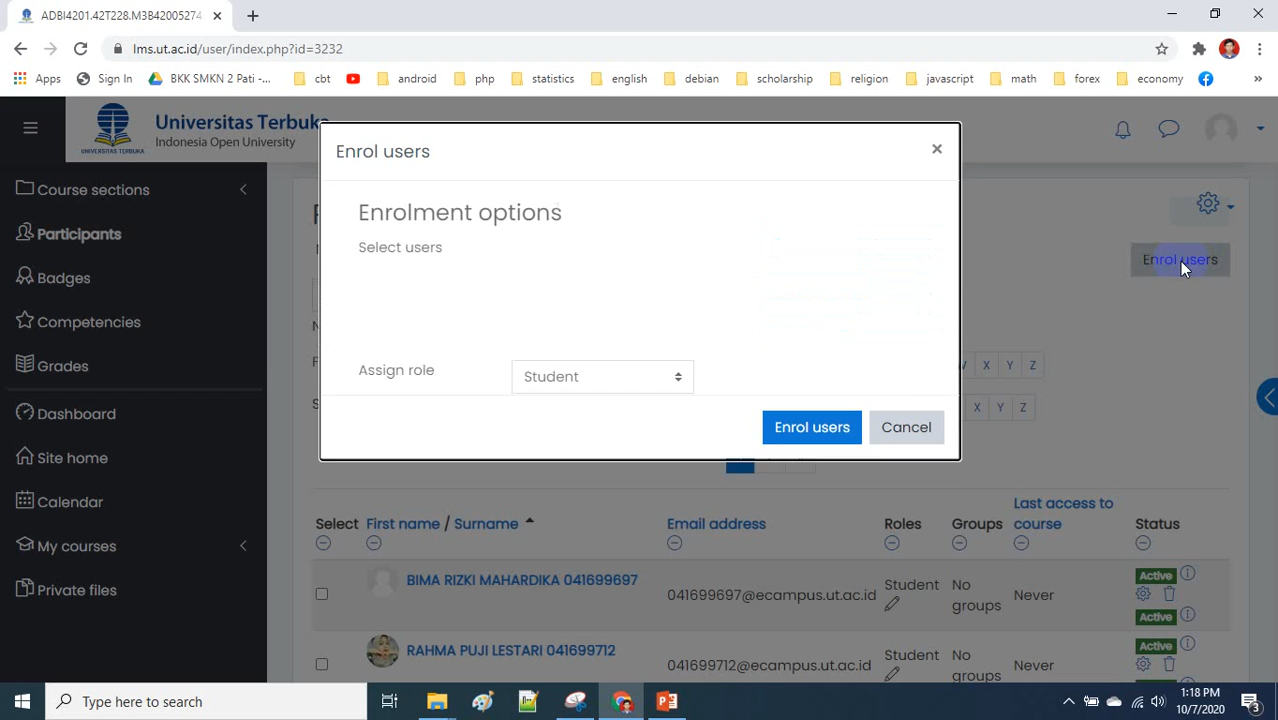 ADBI4201.42T228.M3B42005274
lms.ut.ac.id/user/index.php?id=3232
Apps Sign In BKK SMKN 2 Pati -... cbt android php statistics english debian scholarship religion javascript math forex economy »
Universitas Terbuka
Indonesia Open University
UNIVERSITAS TERBUKA
Course sections
Participants
Badges
Competencies
Grades
Dashboard
Site home
Calendar
My courses
Private files
Enrol users
Enrolment options
Select users
Assign role Student
Enrol users Cancel
Enrol users
X Y Z
X Y Z
Select First name / Surname Email address Roles Groups Last access to course Status
BIMA RIZKI MAHARDIKA 041699697 041699697@ecampus.ut.ac.id Student No groups Never Active
Active
RAHMA PUJI LESTARI 041699712 041699712@ecampus.ut.ac.id Student No groups Never Active
Type here to search
1:18 PM
10/7/2020
3